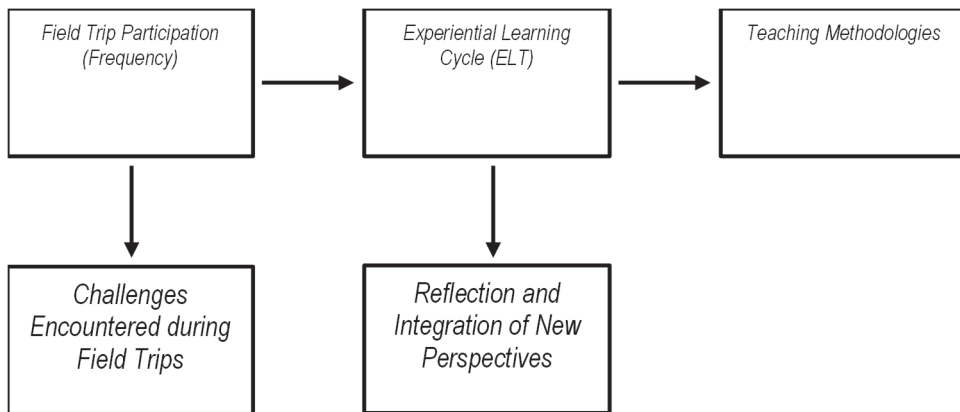 Field Trip Participation
(Frequency)
Experiential Learning
Cycle (ELT)
Teaching Methodologies
Challenges
Encountered during
Field Trips
Reflection and
Integration of New
Perspectives